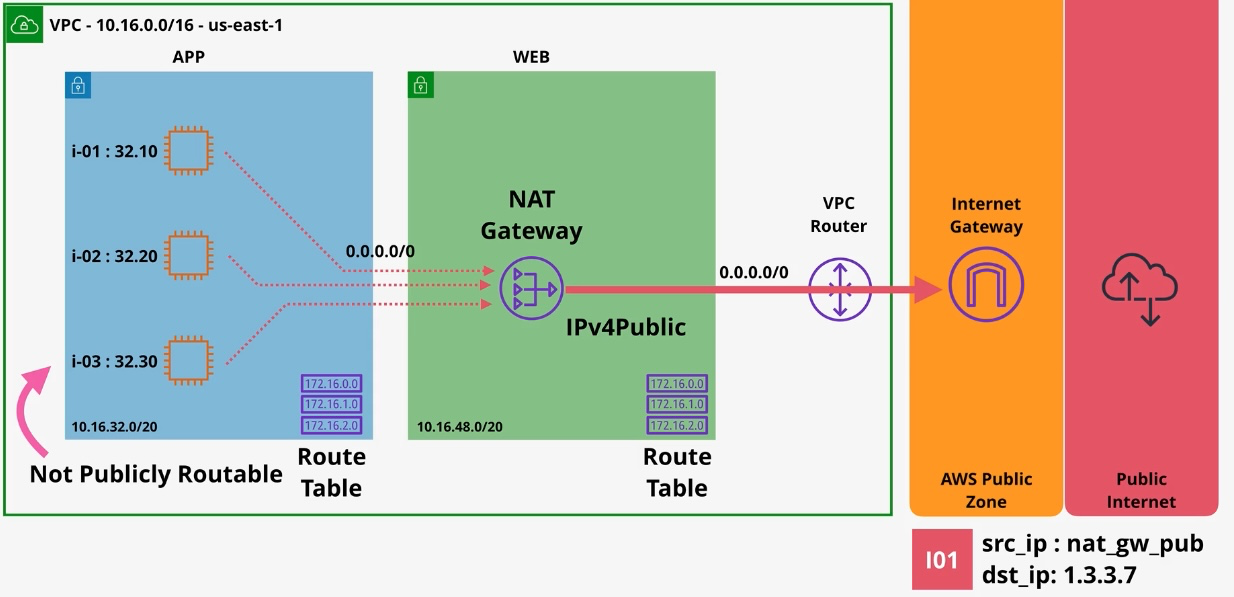 VPC - 10.16.0.0/16 - us-east-1
APP
WEB
i-01 : 32.10
i-02 : 32.20
i-03 : 32.30
0.0.0.0/0
172.16.0.0
172.16.1.0
172.16.2.0
10.16.32.0/20
Not Publicly Routable
Route
Table
NAT
Gateway
IPv4Public
172.16.0.0
172.16.1.0
172.16.2.0
10.16.48.0/20
Route
Table
0.0.0.0/0
VPC
Router
Internet
Gateway
AWS Public
Zone
Public
Internet
I01
src_ip : nat_gw_pub
dst_ip: 1.3.3.7